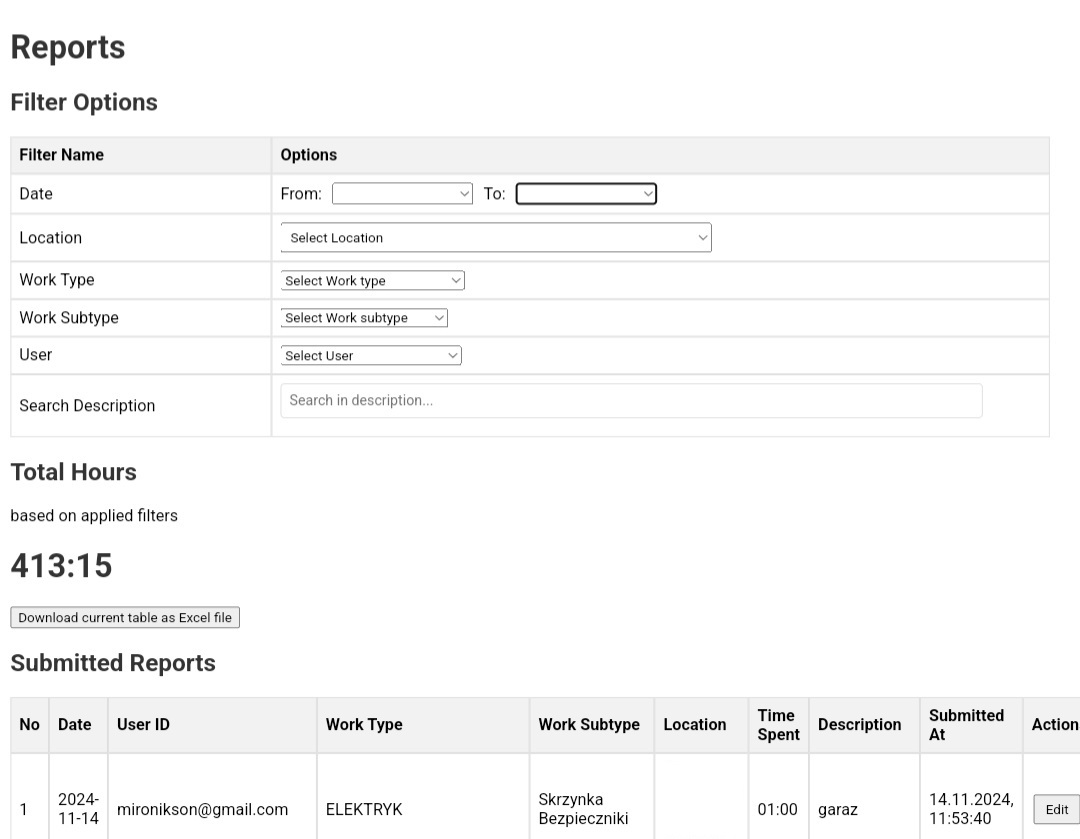 Reports
Filter Options
Filter Name Options
Date From: To:
Location Select Location
Work Type Select Work type
Work Subtype Select Work subtype
User Select User
Search Description Search in description...
Total Hours
based on applied filters
413:15
Download current table as Excel file
Submitted Reports
No Date User ID Work Type Work Subtype Location Time Spent Description Submitted At Action
1 2024-11-14 mironikson@gmail.com ELEKTRYK Skrzynka Bezpieczniki 01:00 garaz 14.11.2024, 11:53:40 Edit